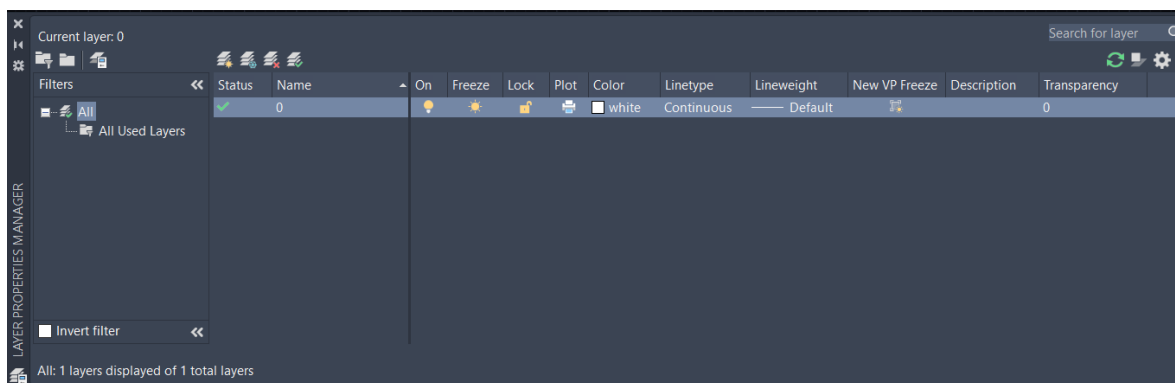 Current layer: 0
Search for layer
Filters
Status Name On Freeze Lock Plot Color Linetype Lineweight New VP Freeze Description Transparency
All
0 white Continuous Default 0
All Used Layers
LAYER PROPERTIES MANAGER
Invert filter
All: 1 layers displayed of 1 total layers